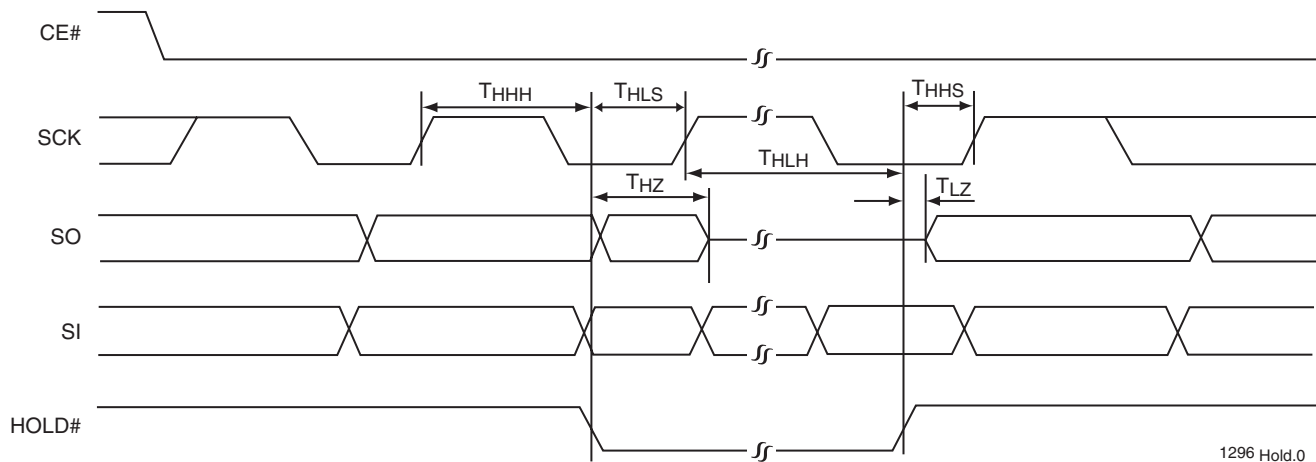 CE#
THHH THLS THHS
SCK
THLH
THZ TLZ
SO
SI
HOLD#
1296 Hold.0